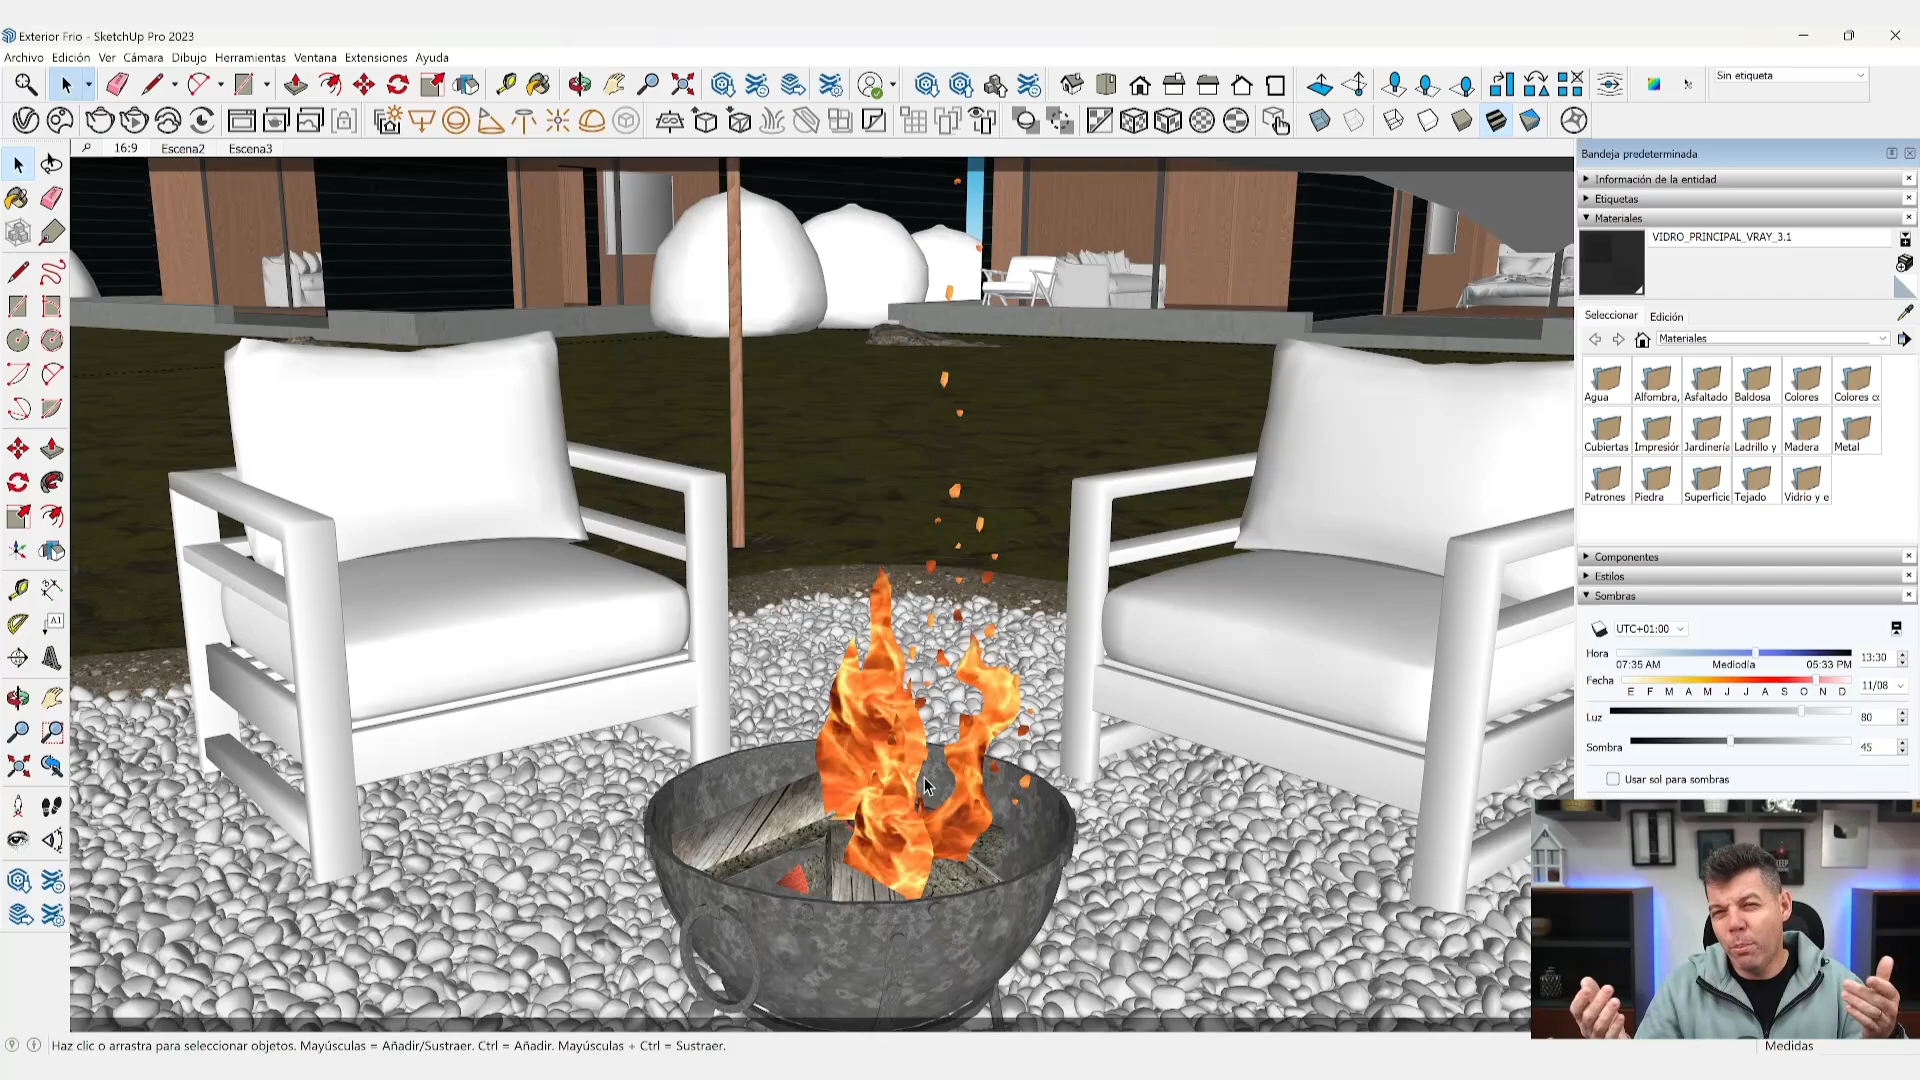 Exterior Frio - SketchUp Pro 2023
Archivo Edición Ver Cámara Dibujo Herramientas Ventana Extensiones Ayuda
Sin etiqueta
16:9 Escena2 Escena3
Bandeja predeterminada
Información de la entidad
Etiquetas
Materiales
VIDRO_PRINCIPAL_VRAY_3.1
Seleccionar Edición
Materiales
Agua Alfombra, Asfaltado Baldosa Colores Colores co
Cubiertas Impresiór Jardinería Ladrillo y Madera Metal
Patrones Piedra Superficie Tejado Vidrio y e
Componentes
Estilos
Sombras
UTC+01:00
Hora 13:30
07:35 AM Mediodía 05:33 PM
Fecha 11/08
E F M A M J J A S O N D
Luz 80
Sombra 45
Usar sol para sombras
A1
Haz clic o arrastra para seleccionar objetos. Mayúsculas = Añadir/Sustraer. Ctrl = Añadir. Mayúsculas + Ctrl = Sustraer.
Medidas